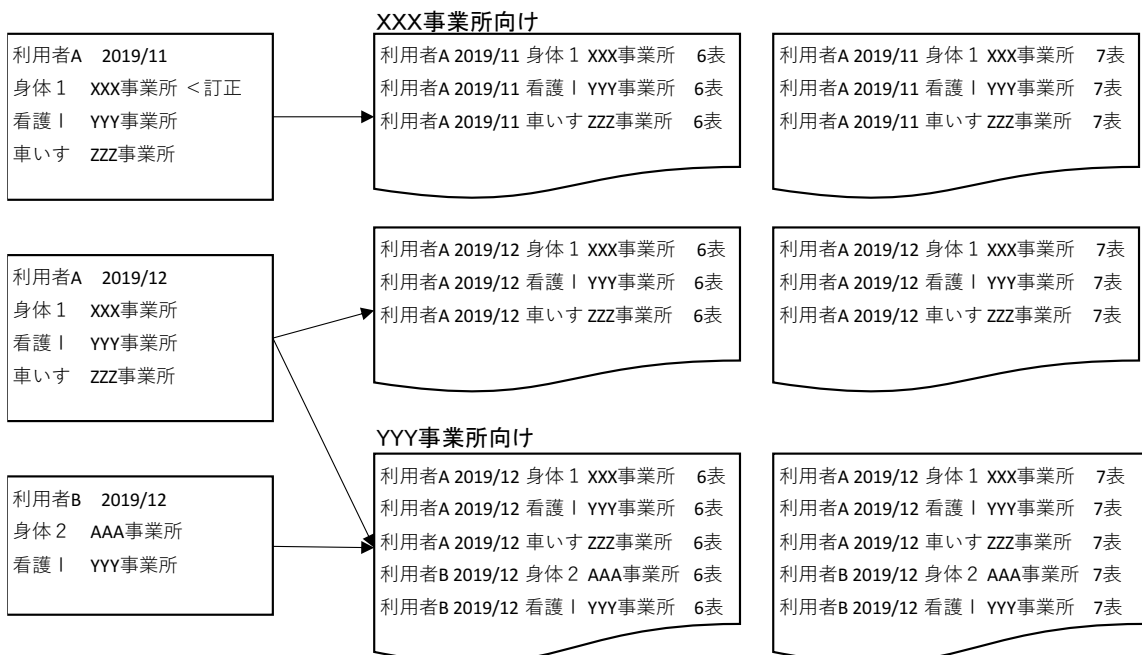 利用者A 2019/11
身体１ XXX事業所 ＜訂正
看護Ⅰ YYY事業所
車いす ZZZ事業所
XXX事業所向け
利用者A 2019/11 身体１ XXX事業所 6表
利用者A 2019/11 看護Ⅰ YYY事業所 6表
利用者A 2019/11 車いす ZZZ事業所 6表
利用者A 2019/11 身体１ XXX事業所 7表
利用者A 2019/11 看護Ⅰ YYY事業所 7表
利用者A 2019/11 車いす ZZZ事業所 7表
利用者A 2019/12
身体１ XXX事業所
看護Ⅰ YYY事業所
車いす ZZZ事業所
利用者A 2019/12 身体１ XXX事業所 6表
利用者A 2019/12 看護Ⅰ YYY事業所 6表
利用者A 2019/12 車いす ZZZ事業所 6表
利用者A 2019/12 身体１ XXX事業所 7表
利用者A 2019/12 看護Ⅰ YYY事業所 7表
利用者A 2019/12 車いす ZZZ事業所 7表
利用者B 2019/12
身体２ AAA事業所
看護Ⅰ YYY事業所
YYY事業所向け
利用者A 2019/12 身体１ XXX事業所 6表
利用者A 2019/12 看護Ⅰ YYY事業所 6表
利用者A 2019/12 車いす ZZZ事業所 6表
利用者B 2019/12 身体２ AAA事業所 6表
利用者B 2019/12 看護Ⅰ YYY事業所 6表
利用者A 2019/12 身体１ XXX事業所 7表
利用者A 2019/12 看護Ⅰ YYY事業所 7表
利用者A 2019/12 車いす ZZZ事業所 7表
利用者B 2019/12 身体２ AAA事業所 7表
利用者B 2019/12 看護Ⅰ YYY事業所 7表